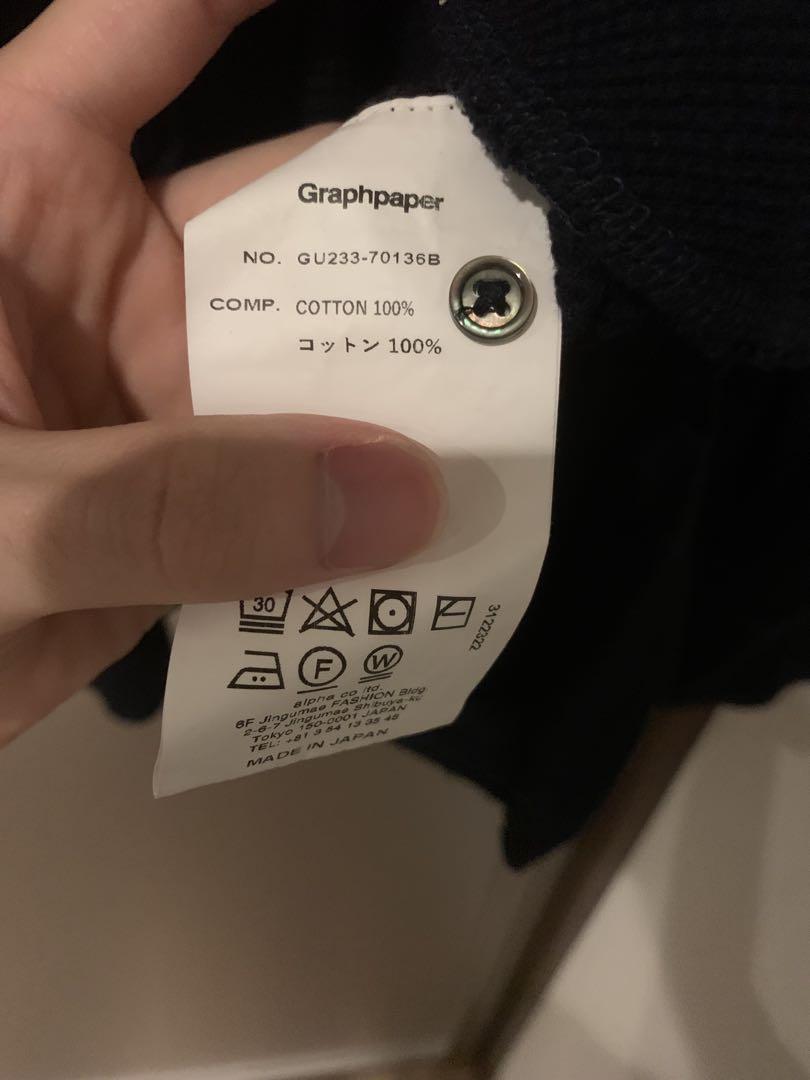 Graphpaper
NO. GU233-70136B
COMP. COTTON 100%
コットン 100%
30
3122322
F W
alpha co ltd.
6F Jingumae FASHION Bldg
2-6-7 Jingumae Shibuya-ku
Tokyo 150-0001 JAPAN
TEL: +81 3 54 13 35 48
MADE IN JAPAN